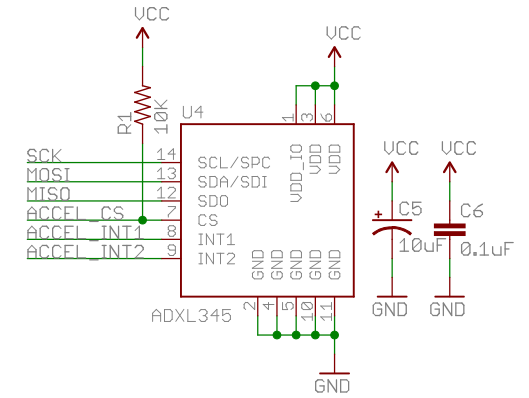 VCC
VCC
R1
10K
U4
1
3
6
SCK
14
SCL/SPC
VDD_IO
VDD
VDD
MOSI
13
SDA/SDI
MISO
12
SDO
ACCEL_CS
7
CS
ACCEL_INT1
8
INT1
ACCEL_INT2
9
INT2
GND
GND
GND
GND
GND
2
4
5
10
11
ADXL345
GND
VCC
VCC
+
C5
10uF
C6
0.1uF
GND
GND